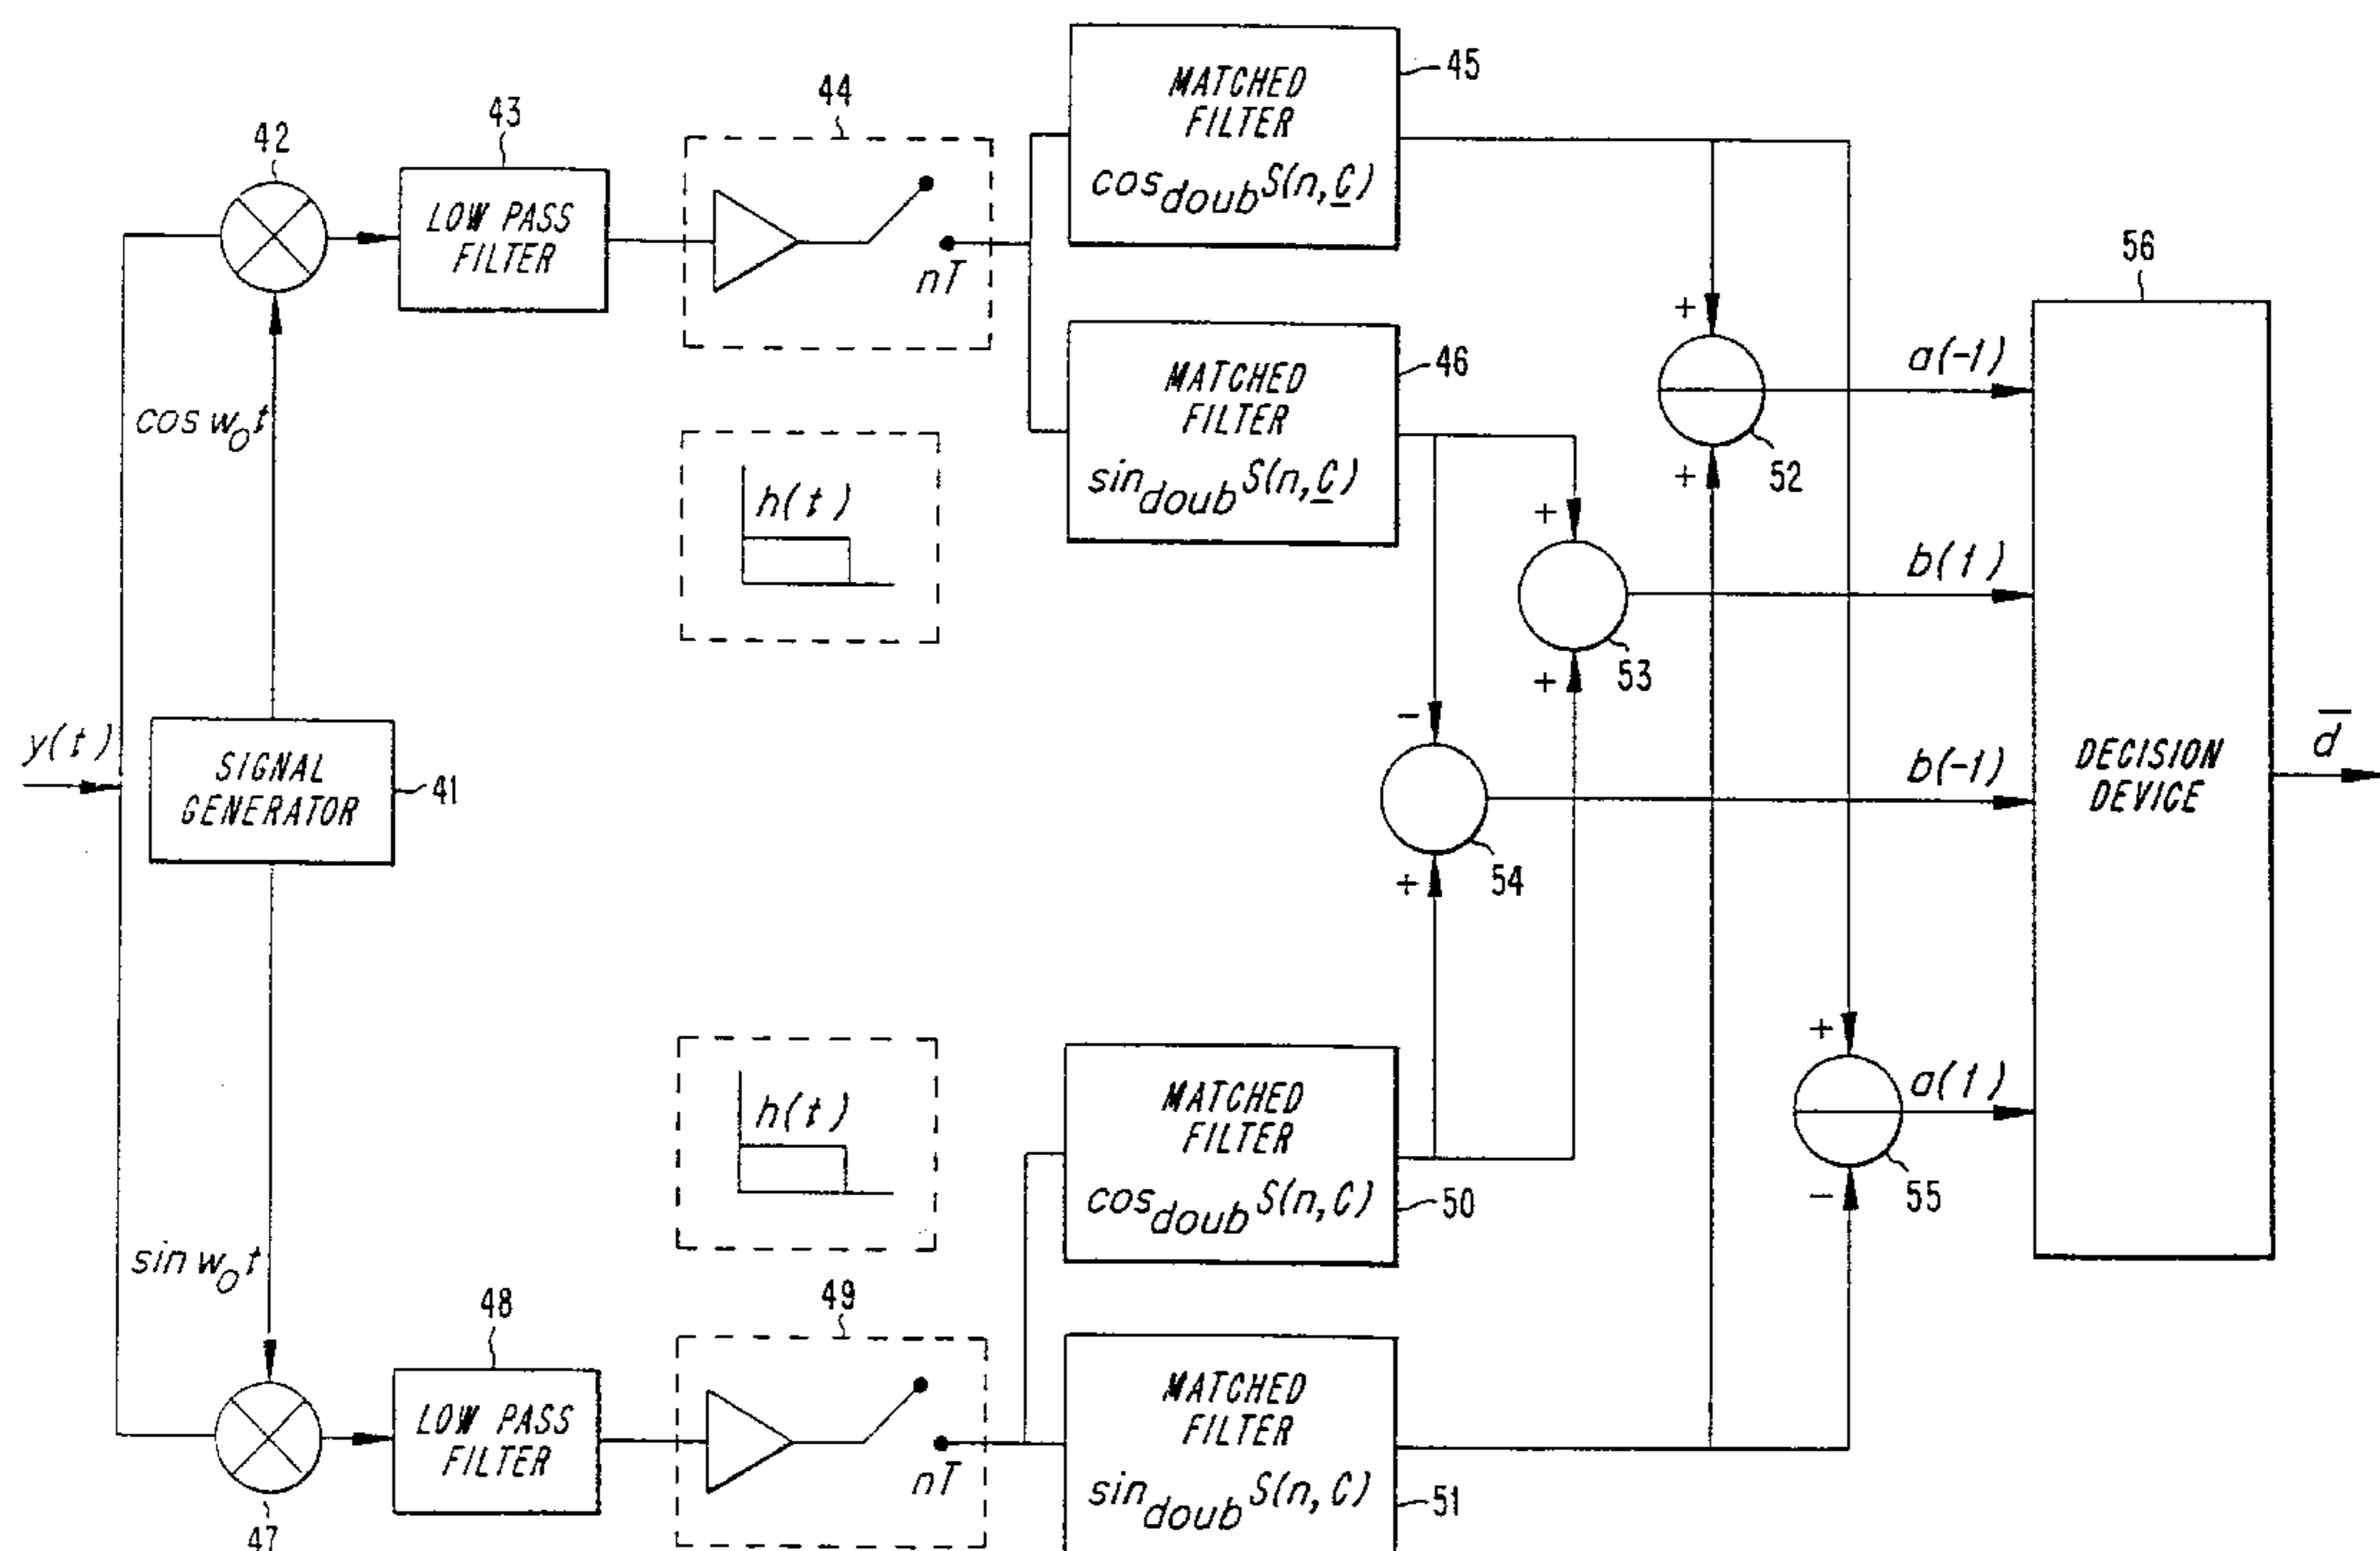 42
43
44
LOW PASS
FILTER
nT
MATCHED
FILTER
cos doub S(n,C)
45
MATCHED
FILTER
sin doub S(n,C)
46
cos w0 t
h(t)
+
+
52
a(-1)
56
+
+
53
b(1)
y(t)
SIGNAL
GENERATOR
41
-
+
54
b(-1)
DECISION
DEVICE
d̅
h(t)
MATCHED
FILTER
cos doub S(n,C)
50
+
-
55
a(1)
sin w0 t
47
48
LOW PASS
FILTER
49
nT
MATCHED
FILTER
sin doub S(n,C)
51